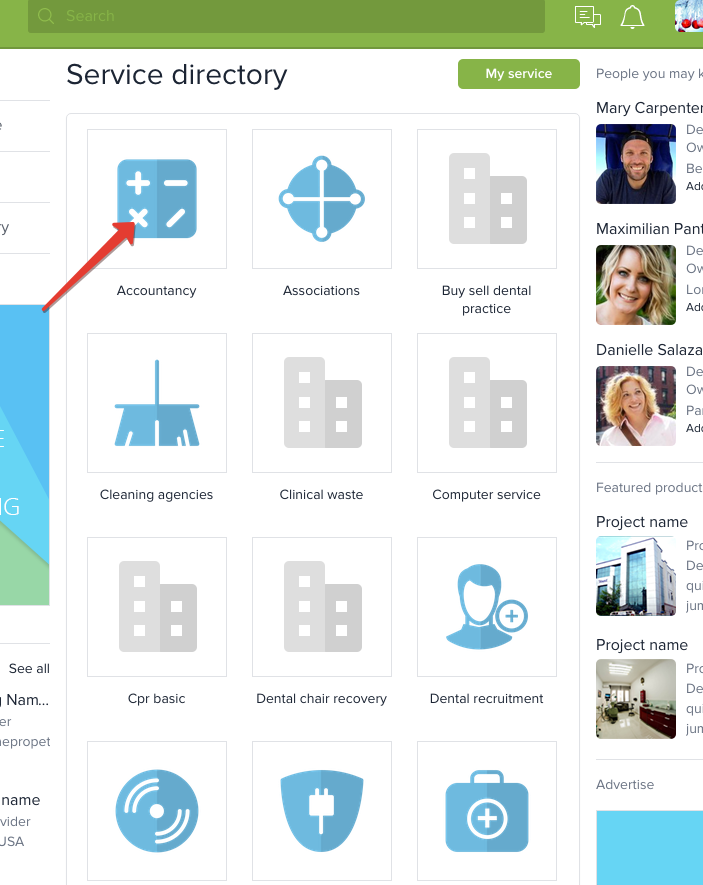 Search
Service directory
My service
Accountancy
Associations
Buy sell dental
practice
Cleaning agencies
Clinical waste
Computer service
Cpr basic
Dental chair recovery
Dental recruitment
See all
Nam...
er
vider
USA
name
People you may k
Mary Carpenter
De
Ow
Be
Add
Maximilian Pant
De
Ow
Lon
Add
Danielle Salaza
De
Ow
Par
Add
Featured product
Project name
Pro
De
qui
jum
Project name
Pro
De
qui
jum
Advertise